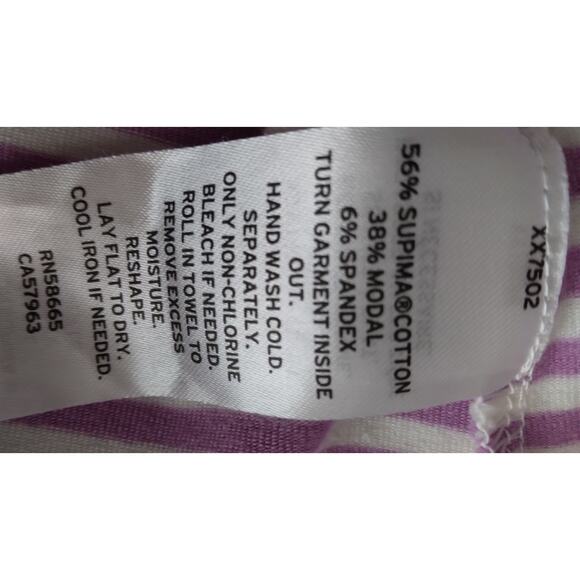 XX7502
56% SUPIMA®COTTON
38% MODAL
6% SPANDEX
TURN GARMENT INSIDE
OUT.
HAND WASH COLD.
SEPARATELY.
ONLY NON-CHLORINE
BLEACH IF NEEDED.
ROLL IN TOWEL TO
REMOVE EXCESS
MOISTURE.
RESHAPE.
LAY FLAT TO DRY.
COOL IRON IF NEEDED.
RN58665
CA57963